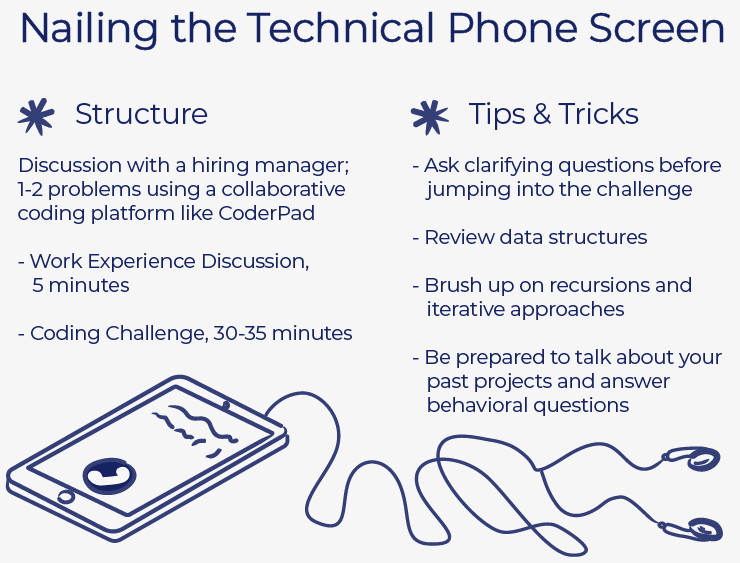 Nailing the Technical Phone Screen
Structure
Discussion with a hiring manager;
1-2 problems using a collaborative
coding platform like CoderPad
- Work Experience Discussion,
5 minutes
- Coding Challenge, 30-35 minutes
Tips & Tricks
- Ask clarifying questions before
jumping into the challenge
- Review data structures
- Brush up on recursions and
iterative approaches
- Be prepared to talk about your
past projects and answer
behavioral questions